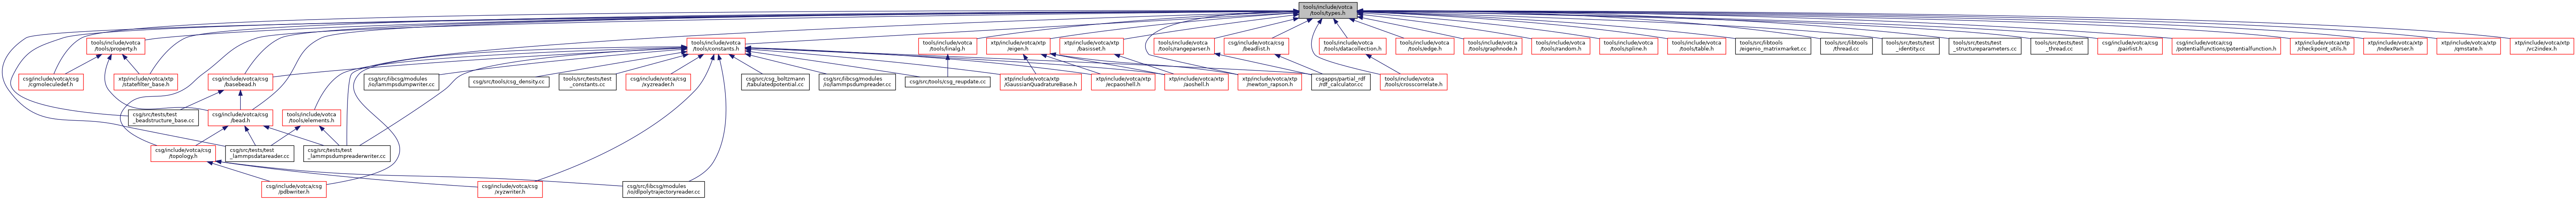 tools/include/votca
/tools/types.h
tools/include/votca
/tools/property.h
tools/include/votca
/tools/constants.h
tools/include/votca
/tools/finalp.h
xtp/include/votca/xtp
/eigen.h
xtp/include/votca/xtp
/basisset.h
tools/include/votca
/tools/rangeparser.h
csg/include/votca/csg
/beadlist.h
tools/include/votca
/tools/datacollection.h
tools/include/votca
/tools/edge.h
tools/include/votca
/tools/graphnode.h
tools/include/votca
/tools/random.h
tools/include/votca
/tools/spline.h
tools/include/votca
/tools/table.h
tools/src/libtools
/eigenio_matrixmarket.cc
tools/src/libtools
/thread.cc
tools/src/tests/test
_identity.cc
tools/src/tests/test
_structureparameters.cc
tools/src/tests/test
_thread.cc
csg/include/votca/csg
/pairlist.h
csg/include/votca/csg
/potentialfunctions/potentialfunction.h
xtp/include/votca/xtp
/checkpoint_utils.h
xtp/include/votca/xtp
/IndexParser.h
xtp/include/votca/xtp
/qmstate.h
xtp/include/votca/xtp
/vc2index.h
csg/include/votca/csg
/cgmoleculedef.h
xtp/include/votca/xtp
/statefilter_base.h
csg/include/votca/csg
/basebead.h
csg/src/libcsg/modules
/io/lammpsdumpwriter.cc
csg/src/tools/csg_density.cc
tools/src/tests/test
_constants.cc
csg/include/votca/csg
/xyzreader.h
csg/src/csg_boltzmann
/tabulatedpotential.cc
csg/src/libcsg/modules
/io/lammpsdumpreader.cc
csg/src/tools/csg_reupdate.cc
xtp/include/votca/xtp
/GaussianQuadratureBase.h
xtp/include/votca/xtp
/ecpaoshell.h
xtp/include/votca/xtp
/aoshell.h
xtp/include/votca/xtp
/newton_rapson.h
csgapps/partial_rdf
/rdf_calculator.cc
tools/include/votca
/tools/crosscorrelate.h
csg/src/tests/test
_beadstructure_base.cc
csg/include/votca/csg
/bead.h
tools/include/votca
/tools/elements.h
csg/include/votca/csg
/topology.h
csg/src/tests/test
_lammpsdatareader.cc
csg/src/tests/test
_lammpsdumpreaderwriter.cc
csg/include/votca/csg
/pdbwriter.h
csg/include/votca/csg
/xyzwriter.h
csg/src/libcsg/modules
/io/dlpolytrajectoryreader.cc